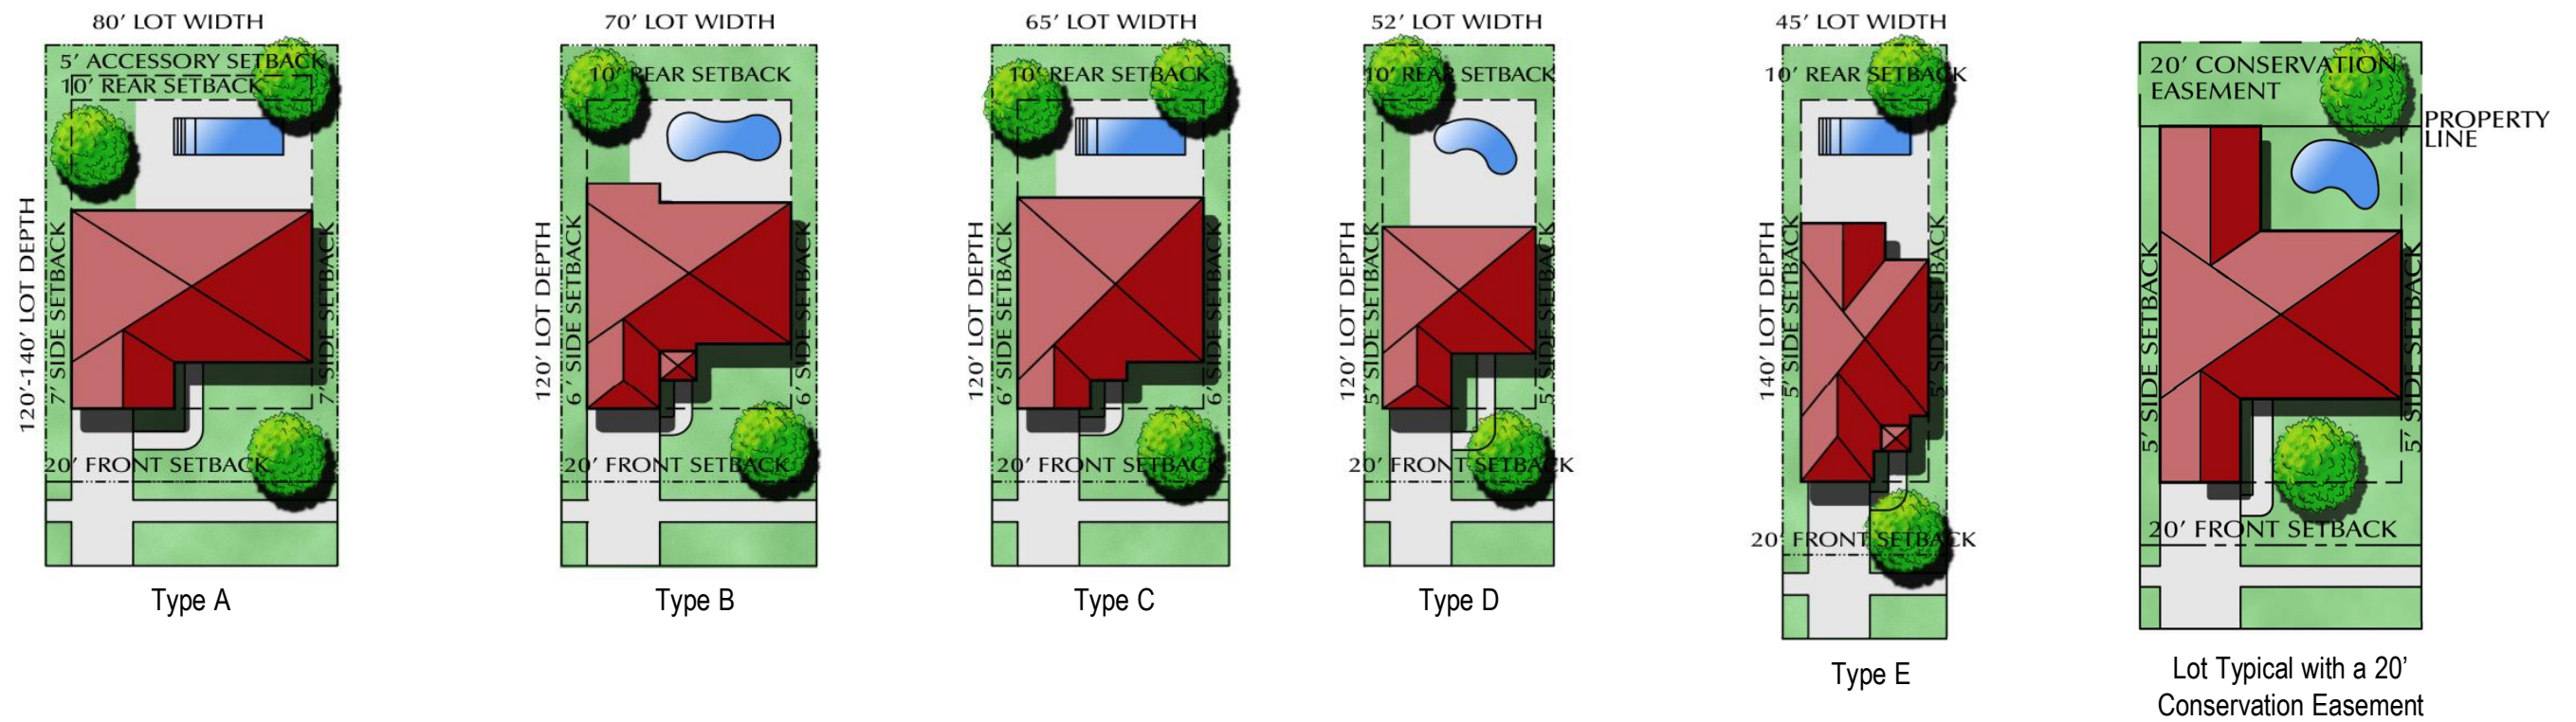 80’ LOT WIDTH
5’ ACCESSORY SETBACK
10’ REAR SETBACK
120’-140’ LOT DEPTH
7’ SIDE SETBACK
7’ SIDE SETBACK
20’ FRONT SETBACK
Type A
70’ LOT WIDTH
10’ REAR SETBACK
120’ LOT DEPTH
6’ SIDE SETBACK
6’ SIDE SETBACK
20’ FRONT SETBACK
Type B
65’ LOT WIDTH
10’ REAR SETBACK
120’ LOT DEPTH
6’ SIDE SETBACK
6’ SIDE SETBACK
20’ FRONT SETBACK
Type C
52’ LOT WIDTH
10’ REAR SETBACK
120’ LOT DEPTH
5’ SIDE SETBACK
5’ SIDE SETBACK
20’ FRONT SETBACK
Type D
45’ LOT WIDTH
10’ REAR SETBACK
140’ LOT DEPTH
5’ SIDE SETBACK
5’ SIDE SETBACK
20’ FRONT SETBACK
Type E
20’ CONSERVATION
EASEMENT
PROPERTY
LINE
5’ SIDE SETBACK
5’ SIDE SETBACK
20’ FRONT SETBACK
Lot Typical with a 20’
Conservation Easement